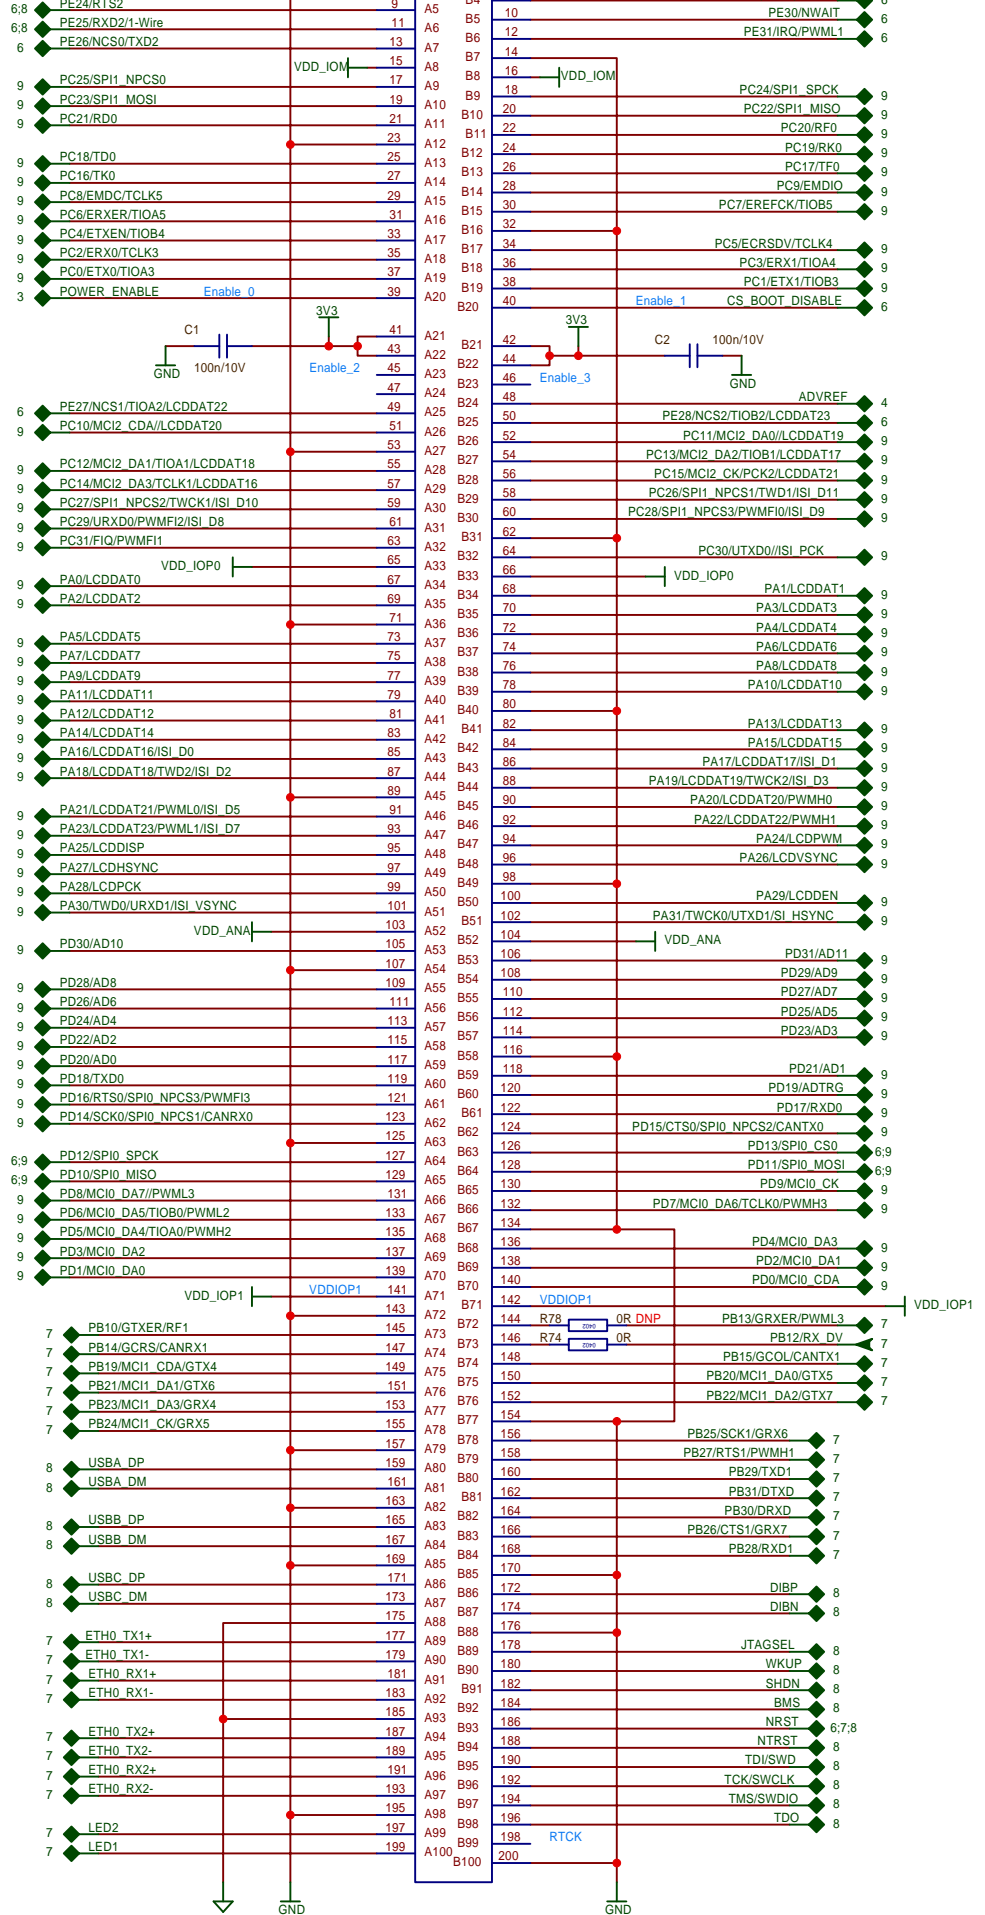 6;8 PE24/RTS2 9 A5
B4 6
B5 10 PE30/NWAIT 6
6;8 PE25/RXD2/1-Wire 11 A6
B6 12 PE31/IRQ/PWML1 6
6 PE26/NCS0/TXD2 13 A7
B7 14
VDD_IOM 15 A8
B8 16 VDD_IOM
9 PC25/SPI1_NPCS0 17 A9
B9 18 PC24/SPI1_SPCK 9
9 PC23/SPI1_MOSI 19 A10
B10 20 PC22/SPI1_MISO 9
9 PC21/RD0 21 A11
B11 22 PC20/RF0 9
23 A12
B12 24 PC19/RK0 9
9 PC18/TD0 25 A13
B13 26 PC17/TF0 9
9 PC16/TK0 27 A14
B14 28 PC9/EMDIO 9
9 PC8/EMDC/TCLK5 29 A15
B15 30 PC7/EREFCK/TIOB5 9
9 PC6/ERXER/TIOA5 31 A16
B16 32
9 PC4/ETXEN/TIOB4 33 A17
B17 34 PC5/ECRSDV/TCLK4 9
9 PC2/ERX0/TCLK3 35 A18
B18 36 PC3/ERX1/TIOA4 9
9 PC0/ETX0/TIOA3 37 A19
B19 38 PC1/ETX1/TIOB3 9
3 POWER_ENABLE Enable_0 39 A20
B20 40 Enable_1 CS_BOOT_DISABLE 6
3V3
3V3
C1 41 A21
B21 42 C2 100n/10V
GND 100n/10V 43 A22
B22 44 GND
Enable_2 45 A23
B23 46 Enable_3
47 A24
B24 48 ADVREF 4
6 PE27/NCS1/TIOA2/LCDDAT22 49 A25
B25 50 PE28/NCS2/TIOB2/LCDDAT23 6
9 PC10/MCI2_CDA//LCDDAT20 51 A26
B26 52 PC11/MCI2_DA0//LCDDAT19 9
53 A27
B27 54 PC13/MCI2_DA2/TIOB1/LCDDAT17 9
9 PC12/MCI2_DA1/TIOA1/LCDDAT18 55 A28
B28 56 PC15/MCI2_CK/PCK2/LCDDAT21 9
9 PC14/MCI2_DA3/TCLK1/LCDDAT16 57 A29
B29 58 PC26/SPI1_NPCS1/TWD1/ISI_D11 9
9 PC27/SPI1_NPCS2/TWCK1/ISI_D10 59 A30
B30 60 PC28/SPI1_NPCS3/PWMFI0/ISI_D9 9
9 PC29/URXD0/PWMFI2/ISI_D8 61 A31
B31 62
9 PC31/FIQ/PWMFI1 63 A32
B32 64 PC30/UTXD0//ISI_PCK 9
VDD_IOP0 65 A33
B33 66 VDD_IOP0
9 PA0/LCDDAT0 67 A34
B34 68 PA1/LCDDAT1 9
9 PA2/LCDDAT2 69 A35
B35 70 PA3/LCDDAT3 9
71 A36
B36 72 PA4/LCDDAT4 9
9 PA5/LCDDAT5 73 A37
B37 74 PA6/LCDDAT6 9
9 PA7/LCDDAT7 75 A38
B38 76 PA8/LCDDAT8 9
9 PA9/LCDDAT9 77 A39
B39 78 PA10/LCDDAT10 9
9 PA11/LCDDAT11 79 A40
B40 80
9 PA12/LCDDAT12 81 A41
B41 82 PA13/LCDDAT13 9
9 PA14/LCDDAT14 83 A42
B42 84 PA15/LCDDAT15 9
9 PA16/LCDDAT16/ISI_D0 85 A43
B43 86 PA17/LCDDAT17/ISI_D1 9
9 PA18/LCDDAT18/TWD2/ISI_D2 87 A44
B44 88 PA19/LCDDAT19/TWCK2/ISI_D3 9
89 A45
B45 90 PA20/LCDDAT20/PWMH0 9
9 PA21/LCDDAT21/PWML0/ISI_D5 91 A46
B46 92 PA22/LCDDAT22/PWMH1 9
9 PA23/LCDDAT23/PWML1/ISI_D7 93 A47
B47 94 PA24/LCDPWM 9
9 PA25/LCDDISP 95 A48
B48 96 PA26/LCDVSYNC 9
9 PA27/LCDHSYNC 97 A49
B49 98
9 PA28/LCDPCK 99 A50
B50 100 PA29/LCDDEN 9
9 PA30/TWD0/URXD1/ISI_VSYNC 101 A51
B51 102 PA31/TWCK0/UTXD1/SI_HSYNC 9
VDD_ANA 103 A52
B52 104 VDD_ANA
9 PD30/AD10 105 A53
B53 106 PD31/AD11 9
107 A54
B54 108 PD29/AD9 9
9 PD28/AD8 109 A55
B55 110 PD27/AD7 9
9 PD26/AD6 111 A56
B56 112 PD25/AD5 9
9 PD24/AD4 113 A57
B57 114 PD23/AD3 9
9 PD22/AD2 115 A58
B58 116
9 PD20/AD0 117 A59
B59 118 PD21/AD1 9
9 PD18/TXD0 119 A60
B60 120 PD19/ADTRG 9
9 PD16/RTS0/SPI0_NPCS3/PWMFI3 121 A61
B61 122 PD17/RXD0 9
9 PD14/SCK0/SPI0_NPCS1/CANRX0 123 A62
B62 124 PD15/CTS0/SPI0_NPCS2/CANTX0 9
125 A63
B63 126 PD13/SPI0_CS0 6;9
6;9 PD12/SPI0_SPCK 127 A64
B64 128 PD11/SPI0_MOSI 6;9
6;9 PD10/SPI0_MISO 129 A65
B65 130 PD9/MCI0_CK 9
9 PD8/MCI0_DA7//PWML3 131 A66
B66 132 PD7/MCI0_DA6/TCLK0/PWMH3 9
9 PD6/MCI0_DA5/TIOB0/PWML2 133 A67
B67 134
9 PD5/MCI0_DA4/TIOA0/PWMH2 135 A68
B68 136 PD4/MCI0_DA3 9
9 PD3/MCI0_DA2 137 A69
B69 138 PD2/MCI0_DA1 9
9 PD1/MCI0_DA0 139 A70
B70 140 PD0/MCI0_CDA 9
VDD_IOP1 VDDIOP1 141 A71
B71 142 VDDIOP1 VDD_IOP1
143 A72
B72 144 R78 0402 0R DNP PB13/GRXER/PWML3 7
7 PB10/GTXER/RF1 145 A73
B73 146 R74 0402 0R PB12/RX_DV 7
7 PB14/GCRS/CANRX1 147 A74
B74 148 PB15/GCOL/CANTX1 7
7 PB19/MCI1_CDA/GTX4 149 A75
B75 150 PB20/MCI1_DA0/GTX5 7
7 PB21/MCI1_DA1/GTX6 151 A76
B76 152 PB22/MCI1_DA2/GTX7 7
7 PB23/MCI1_DA3/GRX4 153 A77
B77 154
7 PB24/MCI1_CK/GRX5 155 A78
B78 156 PB25/SCK1/GRX6 7
157 A79
B79 158 PB27/RTS1/PWMH1 7
8 USBA_DP 159 A80
B80 160 PB29/TXD1 7
8 USBA_DM 161 A81
B81 162 PB31/DTXD 7
163 A82
B82 164 PB30/DRXD 7
8 USBB_DP 165 A83
B83 166 PB26/CTS1/GRX7 7
8 USBB_DM 167 A84
B84 168 PB28/RXD1 7
169 A85
B85 170
8 USBC_DP 171 A86
B86 172 DIBP 8
8 USBC_DM 173 A87
B87 174 DIBN 8
175 A88
B88 176
7 ETH0_TX1+ 177 A89
B89 178 JTAGSEL 8
7 ETH0_TX1- 179 A90
B90 180 WKUP 8
7 ETH0_RX1+ 181 A91
B91 182 SHDN 8
7 ETH0_RX1- 183 A92
B92 184 BMS 8
185 A93
B93 186 NRST 6;7;8
7 ETH0_TX2+ 187 A94
B94 188 NTRST 8
7 ETH0_TX2- 189 A95
B95 190 TDI/SWD 8
7 ETH0_RX2+ 191 A96
B96 192 TCK/SWCLK 8
7 ETH0_RX2- 193 A97
B97 194 TMS/SWDIO 8
195 A98
B98 196 TDO 8
7 LED2 197 A99
B99 198 RTCK
7 LED1 199 A100
B100 200
GND GND